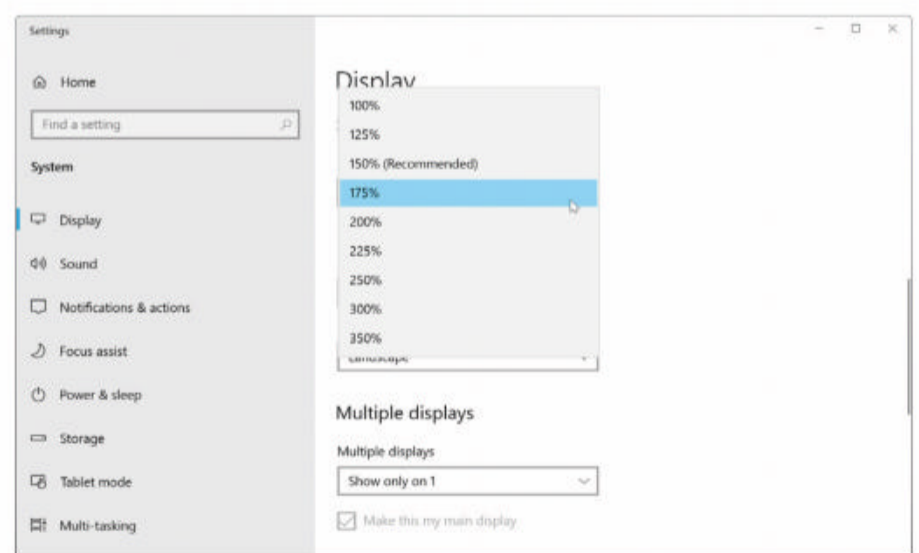 Settings
Home
Find a setting
System
Display
Sound
Notifications & actions
Focus assist
Power & sleep
Storage
Tablet mode
Multi-tasking
Display
100%
125%
150% (Recommended)
175%
200%
225%
250%
300%
350%
Landscape
Multiple displays
Multiple displays
Show only on 1
Make this my main display